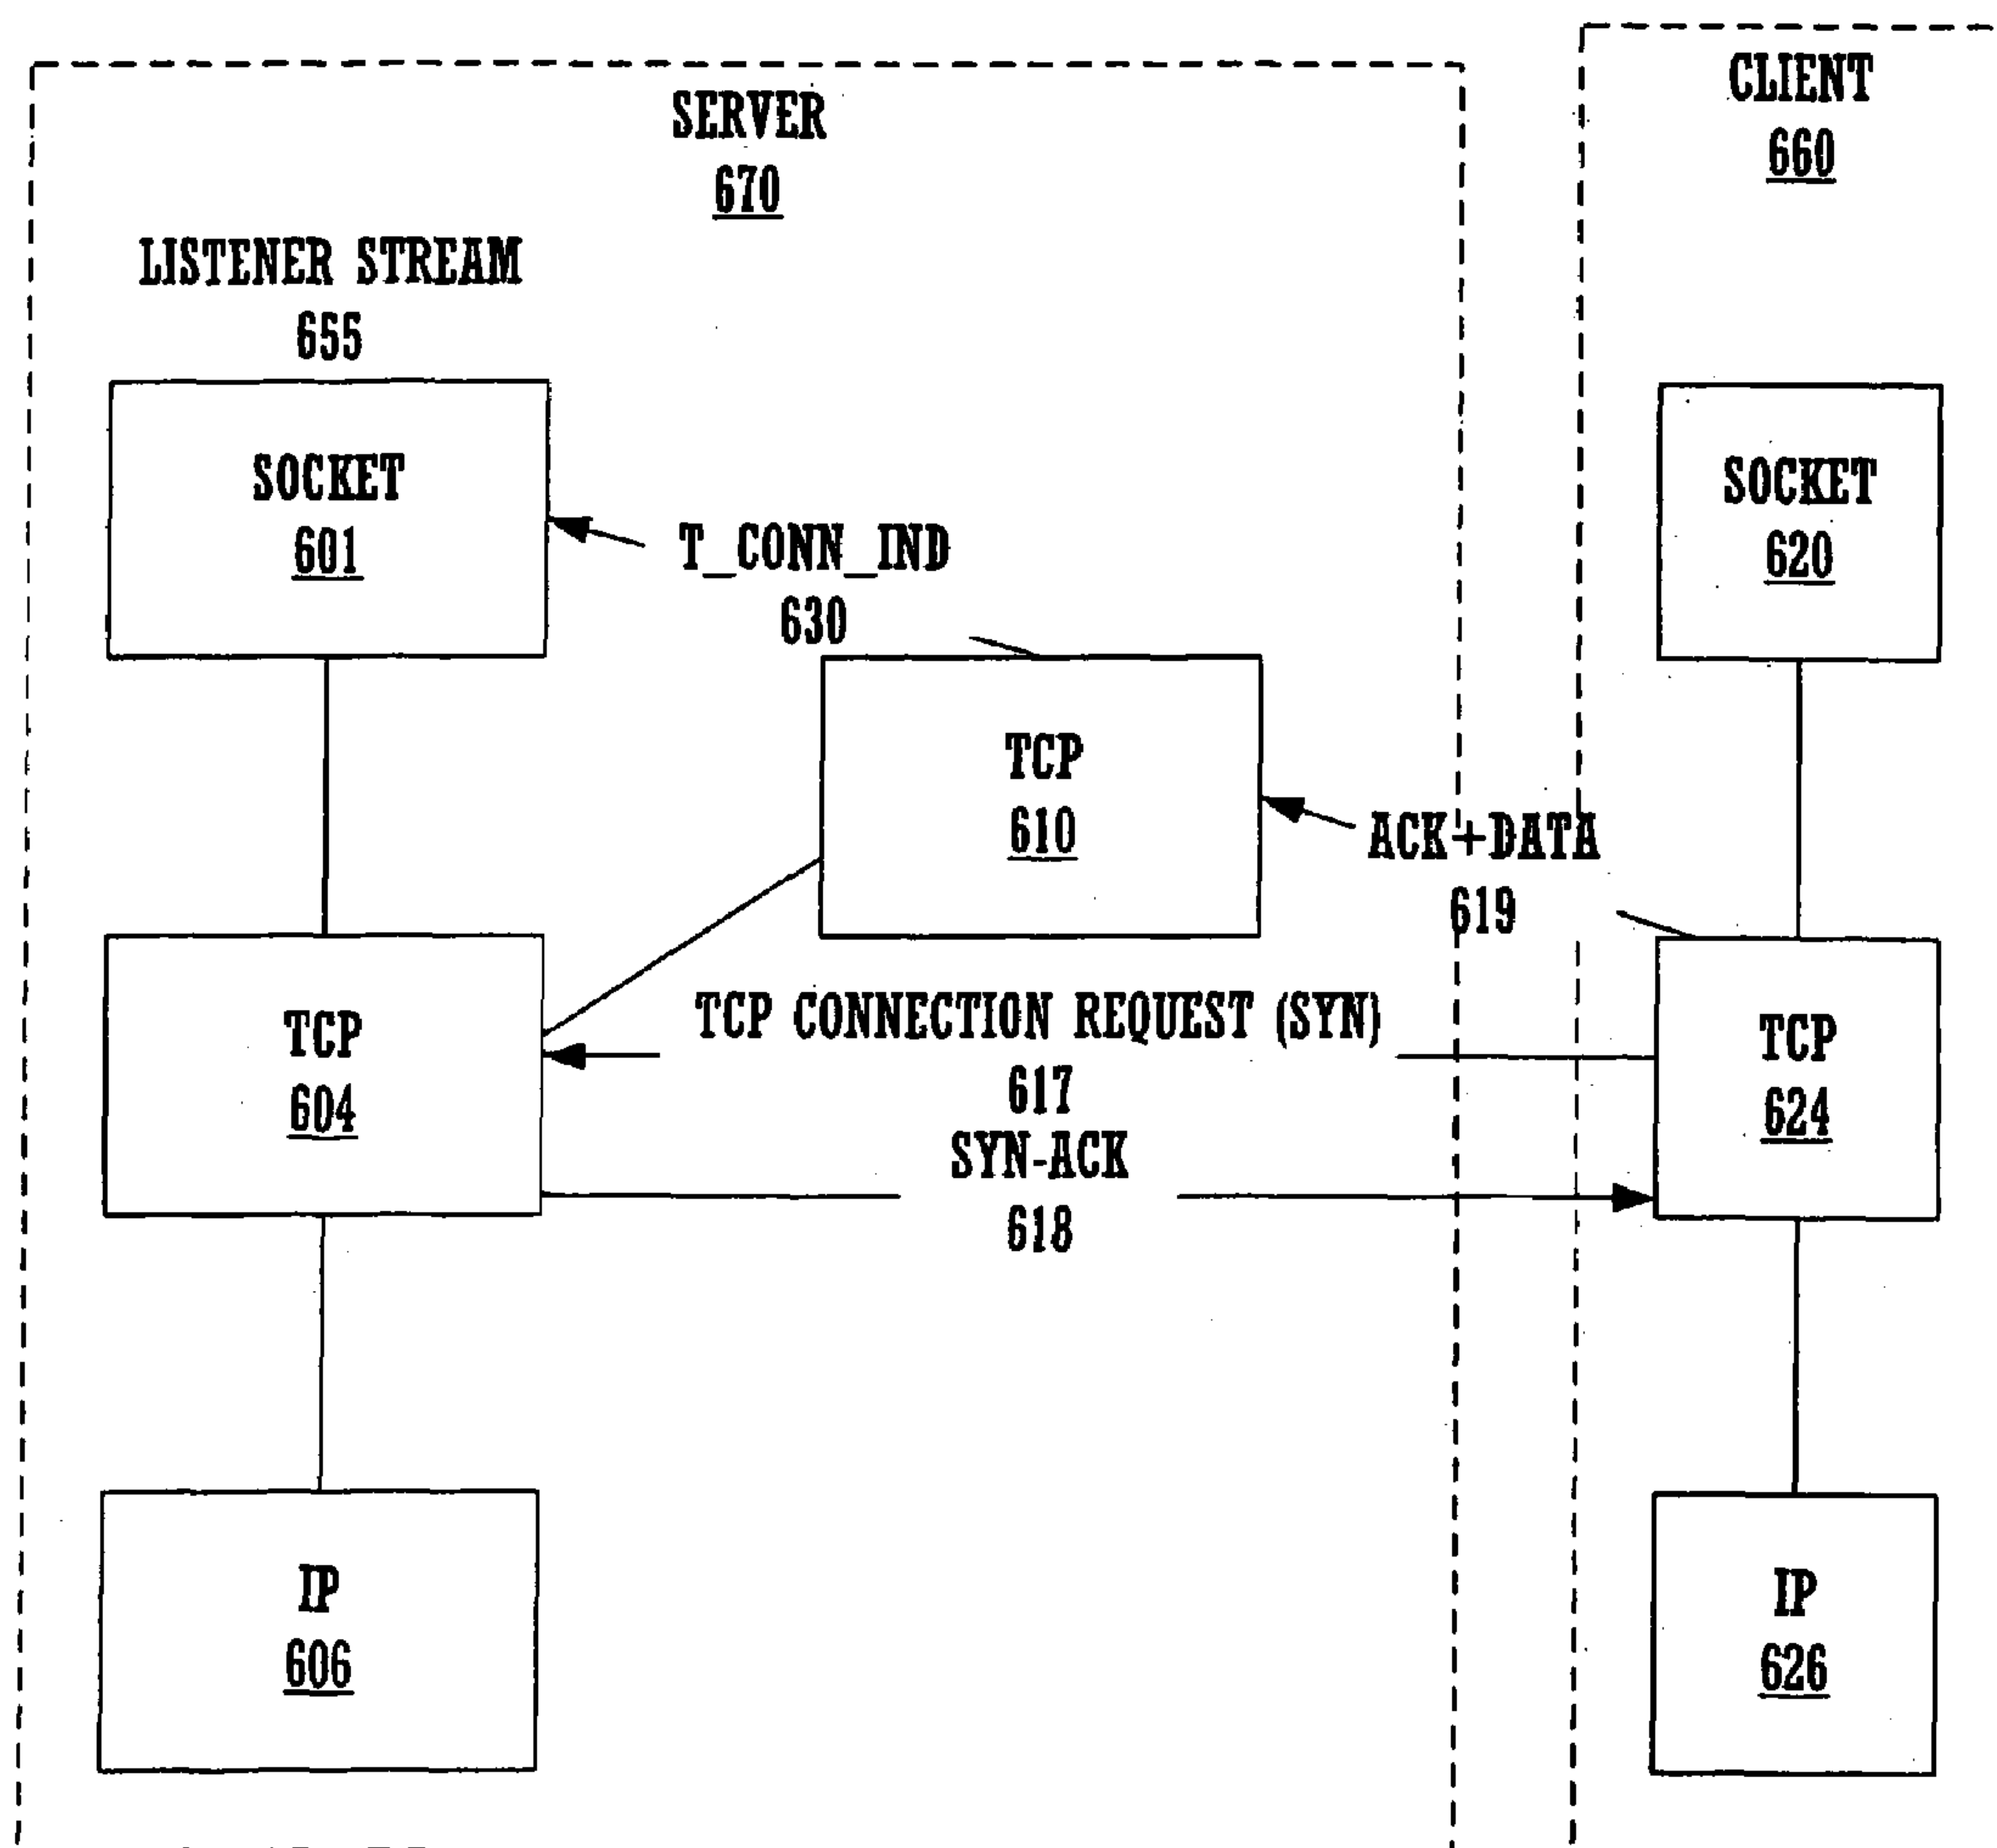 SERVER
670
CLIENT
660
LISTENER STREAM
655
SOCKET
601
T_CONN_IND
630
SOCKET
620
TCP
610
ACK+DATA
619
TCP
604
TCP CONNECTION REQUEST (SYN)
617
SYN-ACK
618
TCP
624
IP
606
IP
626